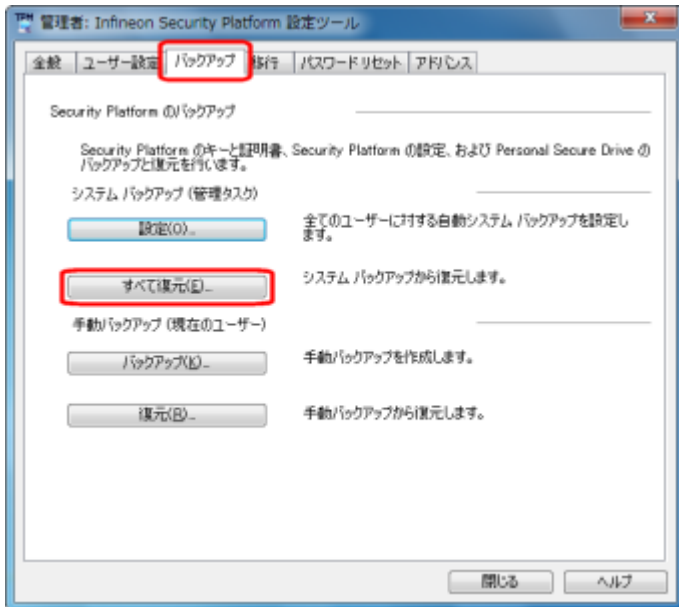 管理者: Infineon Security Platform 設定ツール
全般 ユーザー設定 バックアップ 移行 パスワードリセット アドバンス
Security Platform のバックアップ
Security Platform のキーと証明書、Security Platform の設定、および Personal Secure Drive の
バックアップと復元を行います。
システム バックアップ (管理タスク)
設定(O)...
全てのユーザーに対する自動システム バックアップを設定し
ます。
すべて復元(E)...
システム バックアップから復元します。
手動バックアップ (現在のユーザー)
バックアップ(K)...
手動バックアップを作成します。
復元(R)...
手動バックアップから復元します。
閉じる ヘルプ